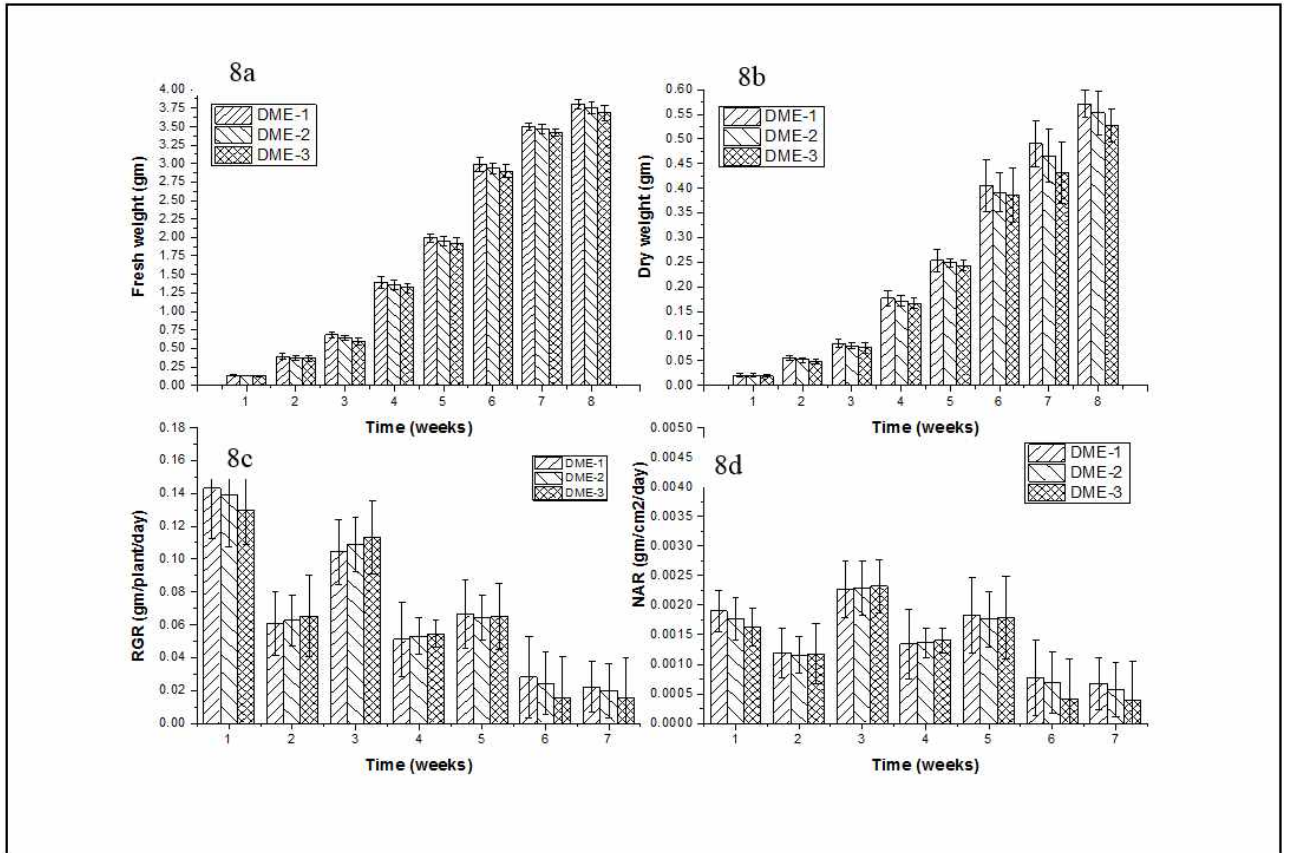 8a
DME-1
DME-2
DME-3
Fresh weight (gm)
4.00
3.75
3.50
3.25
3.00
2.75
2.50
2.25
2.00
1.75
1.50
1.25
1.00
0.75
0.50
0.25
0.00
1 2 3 4 5 6 7 8
Time (weeks)
8b
DME-1
DME-2
DME-3
Dry weight (gm)
0.60
0.55
0.50
0.45
0.40
0.35
0.30
0.25
0.20
0.15
0.10
0.05
0.00
1 2 3 4 5 6 7 8
Time (weeks)
8c
DME-1
DME-2
DME-3
RGR (gm/plant/day)
0.18
0.16
0.14
0.12
0.10
0.08
0.06
0.04
0.02
0.00
1 2 3 4 5 6 7
Time (weeks)
8d
DME-1
DME-2
DME-3
NAR (gm/cm2/day)
0.0050
0.0045
0.0040
0.0035
0.0030
0.0025
0.0020
0.0015
0.0010
0.0005
0.0000
1 2 3 4 5 6 7
Time (weeks)